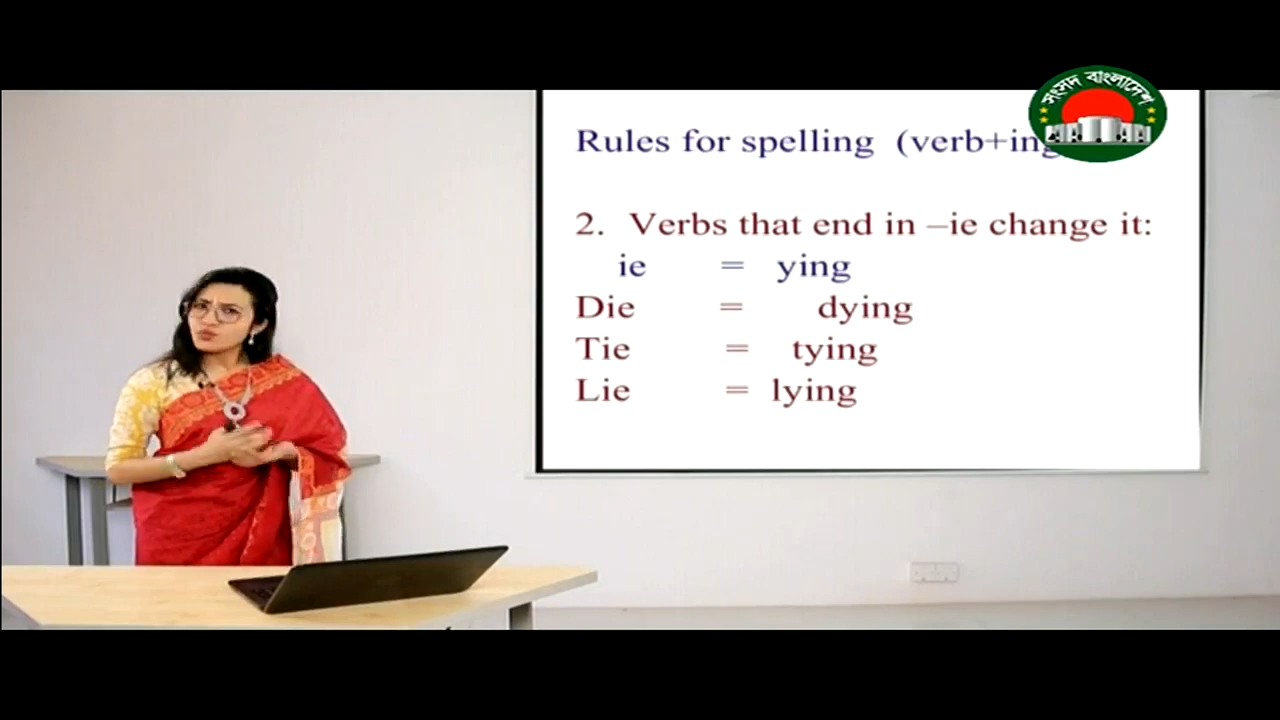 সংসদ বাংলাদেশ
Rules for spelling (verb+ing
2. Verbs that end in –ie change it:
ie = ying
Die = dying
Tie = tying
Lie = lying